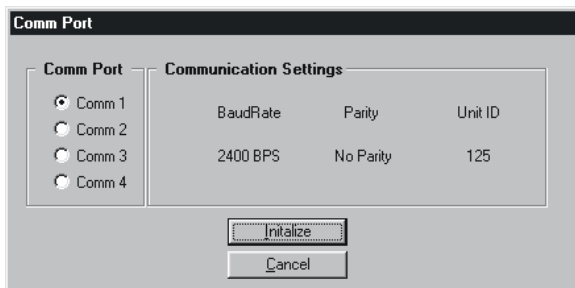 Comm Port
Comm Port
Comm 1
Comm 2
Comm 3
Comm 4
Communication Settings
BaudRate Parity Unit ID
2400 BPS No Parity 125
Initalize
Cancel